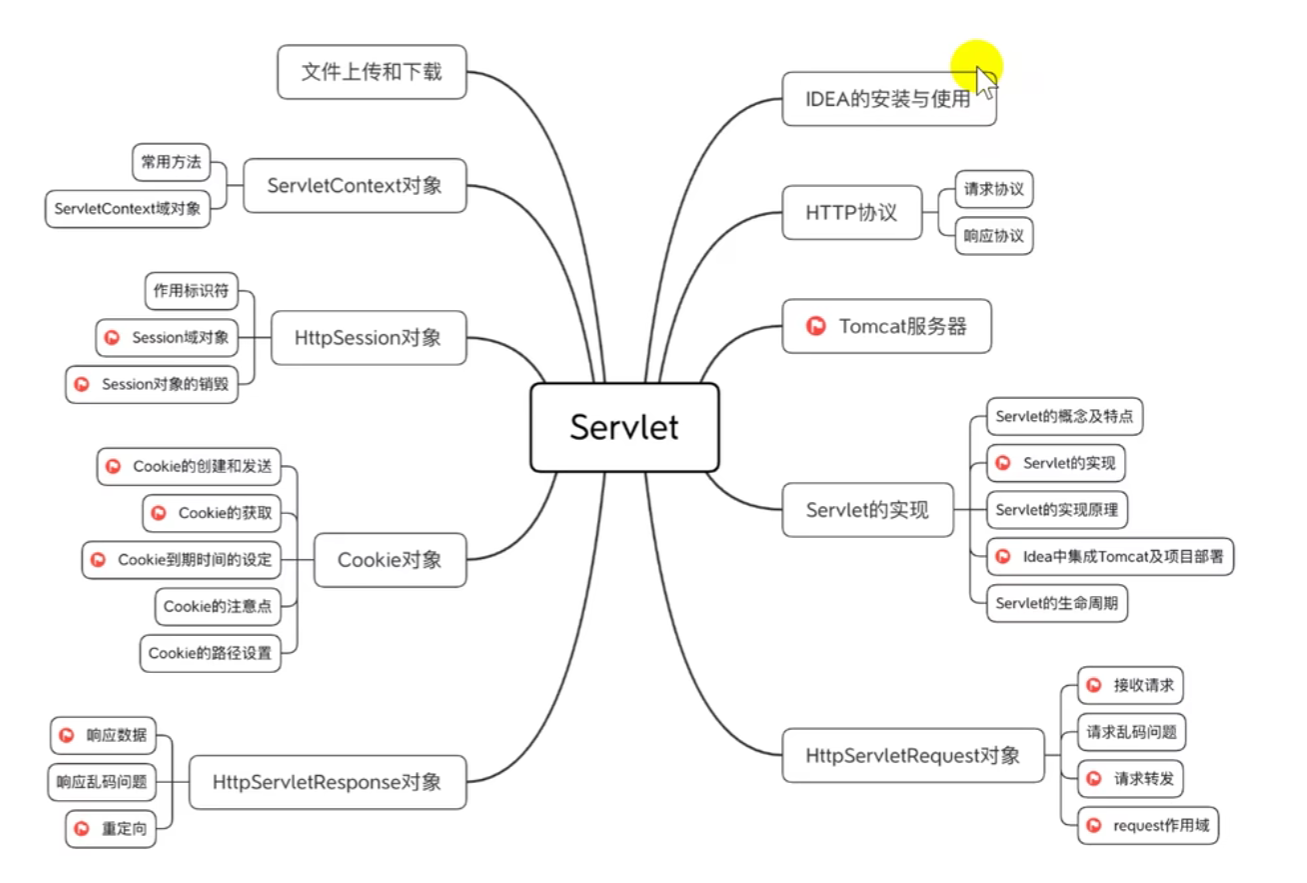 文件上传和下载
IDEA的安装与使用
常用方法
ServletContext域对象
ServletContext对象
HTTP协议
请求协议
响应协议
作用标识符
Session域对象
Session对象的销毁
HttpSession对象
Tomcat服务器
Servlet
Servlet的实现
Servlet的概念及特点
Servlet的实现
Servlet的实现原理
Idea中集成Tomcat及项目部署
Servlet的生命周期
Cookie的创建和发送
Cookie的获取
Cookie到期时间的设定
Cookie的注意点
Cookie的路径设置
Cookie对象
HttpServletRequest对象
接收请求
请求乱码问题
请求转发
request作用域
响应数据
响应乱码问题
重定向
HttpServletResponse对象